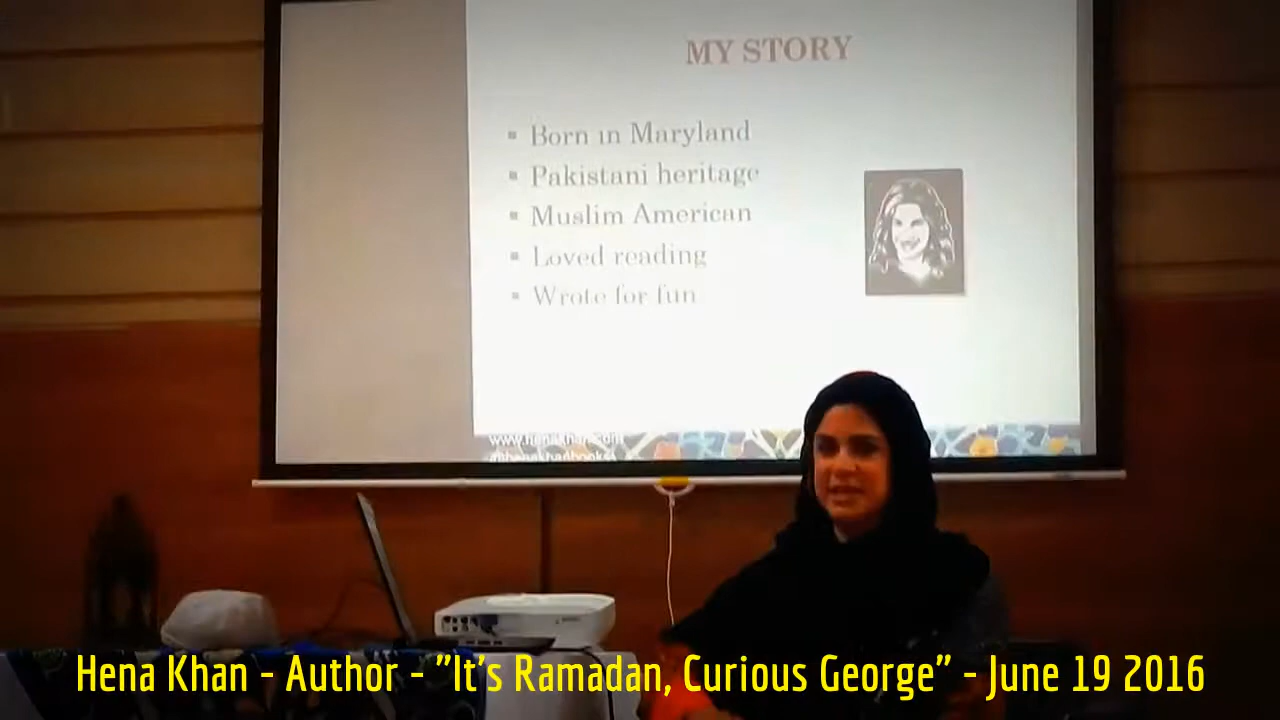 MY STORY
Born in Maryland
Pakistani heritage
Muslim American
Loved reading
Wrote for fun
Hena Khan - Author - "It's Ramadan, Curious George" - June 19 2016